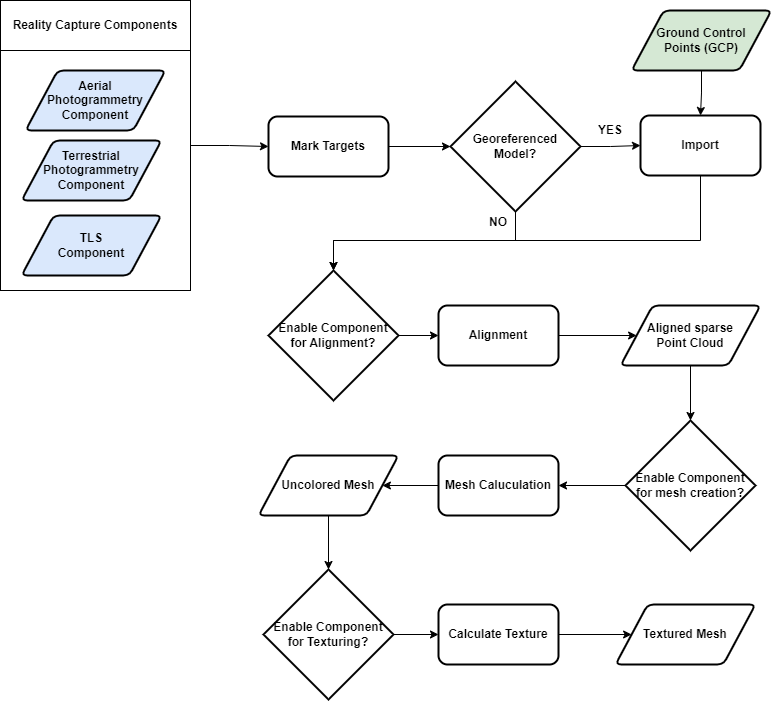 Reality Capture Components
Aerial
Photogrammetry
Component
Terrestrial
Photogrammetry
Component
TLS
Component
Mark Targets
Georeferenced
Model?
YES
NO
Ground Control
Points (GCP)
Import
Enable Component
for Alignment?
Alignment
Aligned sparse
Point Cloud
Enable Component
for mesh creation?
Mesh Caluculation
Uncolored Mesh
Enable Component
for Texturing?
Calculate Texture
Textured Mesh